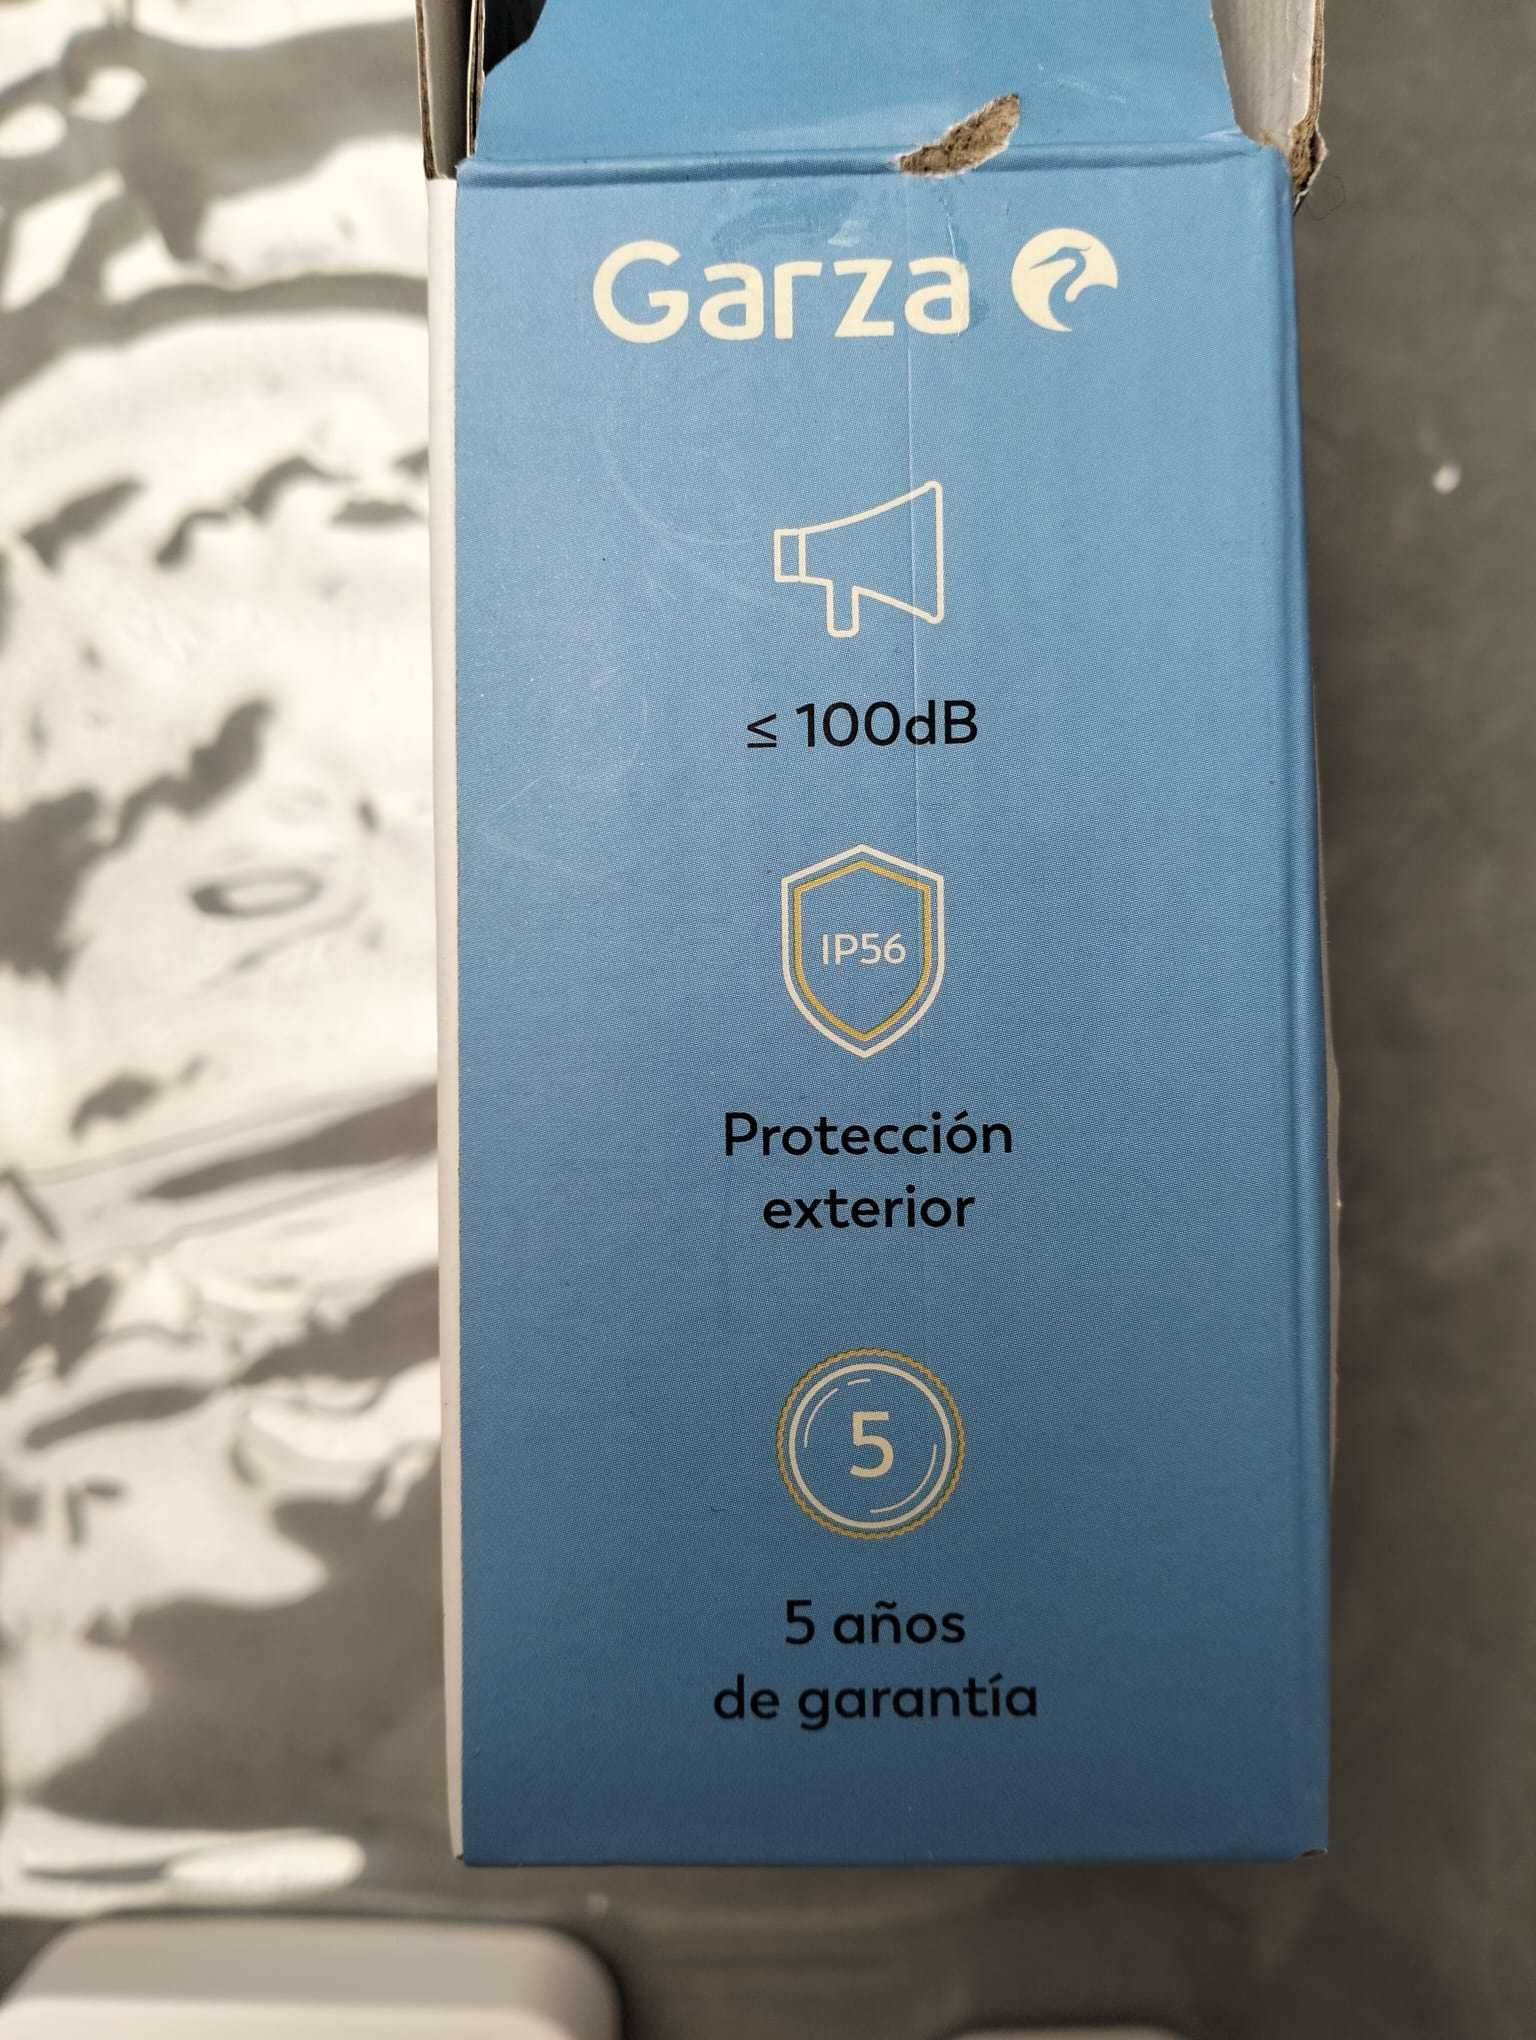 Garza
≤ 100dB
IP56
Protección
exterior
5
5 años
de garantía